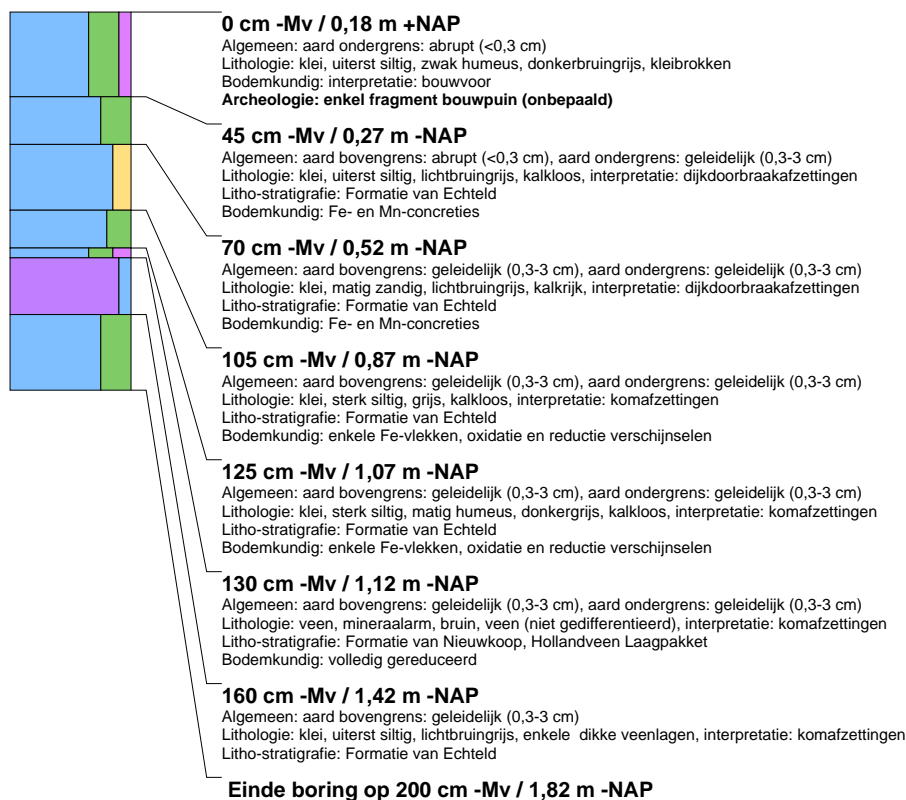 0 cm -Mv / 0,18 m +NAP
Algemeen: aard ondergrens: abrupt (<0,3 cm)
Lithologie: klei, uiterst siltig, zwak humeus, donkerbruingrijs, kleibrokken
Bodemkundig: interpretatie: bouwvoor
Archeologie: enkel fragment bouwpuin (onbepaald)
45 cm -Mv / 0,27 m -NAP
Algemeen: aard bovengrens: abrupt (<0,3 cm), aard ondergrens: geleidelijk (0,3-3 cm)
Lithologie: klei, uiterst siltig, lichtbruingrijs, kalkloos, interpretatie: dijkdoorbraakafzettingen
Litho-stratigrafie: Formatie van Echteld
Bodemkundig: Fe- en Mn-concreties
70 cm -Mv / 0,52 m -NAP
Algemeen: aard bovengrens: geleidelijk (0,3-3 cm), aard ondergrens: geleidelijk (0,3-3 cm)
Lithologie: klei, matig zandig, lichtbruingrijs, kalkrijk, interpretatie: dijkdoorbraakafzettingen
Litho-stratigrafie: Formatie van Echteld
Bodemkundig: Fe- en Mn-concreties
105 cm -Mv / 0,87 m -NAP
Algemeen: aard bovengrens: geleidelijk (0,3-3 cm), aard ondergrens: geleidelijk (0,3-3 cm)
Lithologie: klei, sterk siltig, grijs, kalkloos, interpretatie: komafzettingen
Litho-stratigrafie: Formatie van Echteld
Bodemkundig: enkele Fe-vlekken, oxidatie en reductie verschijnselen
125 cm -Mv / 1,07 m -NAP
Algemeen: aard bovengrens: geleidelijk (0,3-3 cm), aard ondergrens: geleidelijk (0,3-3 cm)
Lithologie: klei, sterk siltig, matig humeus, donkergrijs, kalkloos, interpretatie: komafzettingen
Litho-stratigrafie: Formatie van Echteld
Bodemkundig: enkele Fe-vlekken, oxidatie en reductie verschijnselen
130 cm -Mv / 1,12 m -NAP
Algemeen: aard bovengrens: geleidelijk (0,3-3 cm), aard ondergrens: geleidelijk (0,3-3 cm)
Lithologie: veen, mineraalarm, bruin, veen (niet gedifferentieerd), interpretatie: komafzettingen
Litho-stratigrafie: Formatie van Nieuwkoop, Hollandveen Laagpakket
Bodemkundig: volledig gereduceerd
160 cm -Mv / 1,42 m -NAP
Algemeen: aard bovengrens: geleidelijk (0,3-3 cm)
Lithologie: klei, uiterst siltig, lichtbruingrijs, enkele dikke veenlagen, interpretatie: komafzettingen
Litho-stratigrafie: Formatie van Echteld
Einde boring op 200 cm -Mv / 1,82 m -NAP